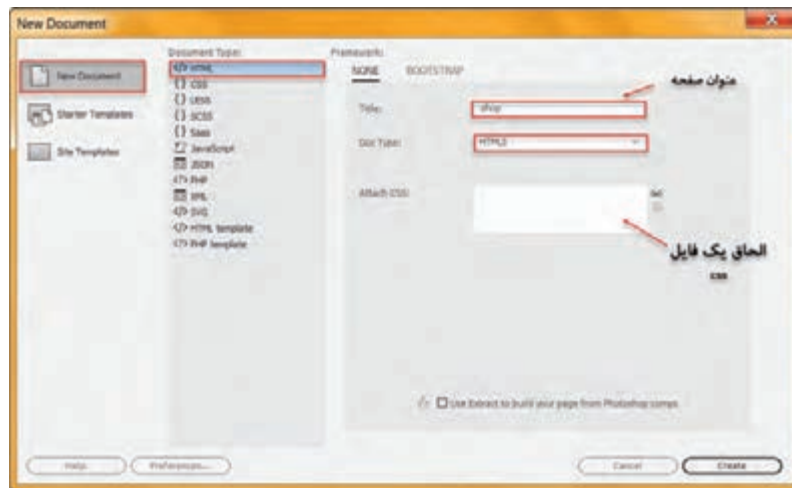 New Document
New Document
Starter Templates
Site Templates
Document Type:
</> HTML
{} CSS
{} LESS
{} SCSS
{} Sass
JavaScript
JSON
</> PHP
XML
</> SVG
</> HTML template
</> PHP template
Framework:
NONE BOOTSTRAP
Title: shop
عنوان صفحه
Doc Type: HTML5
Attach CSS:
الحاق یک فایل
css
Use Extract to build your page from Photoshop comps
Help Preferences... Cancel Create